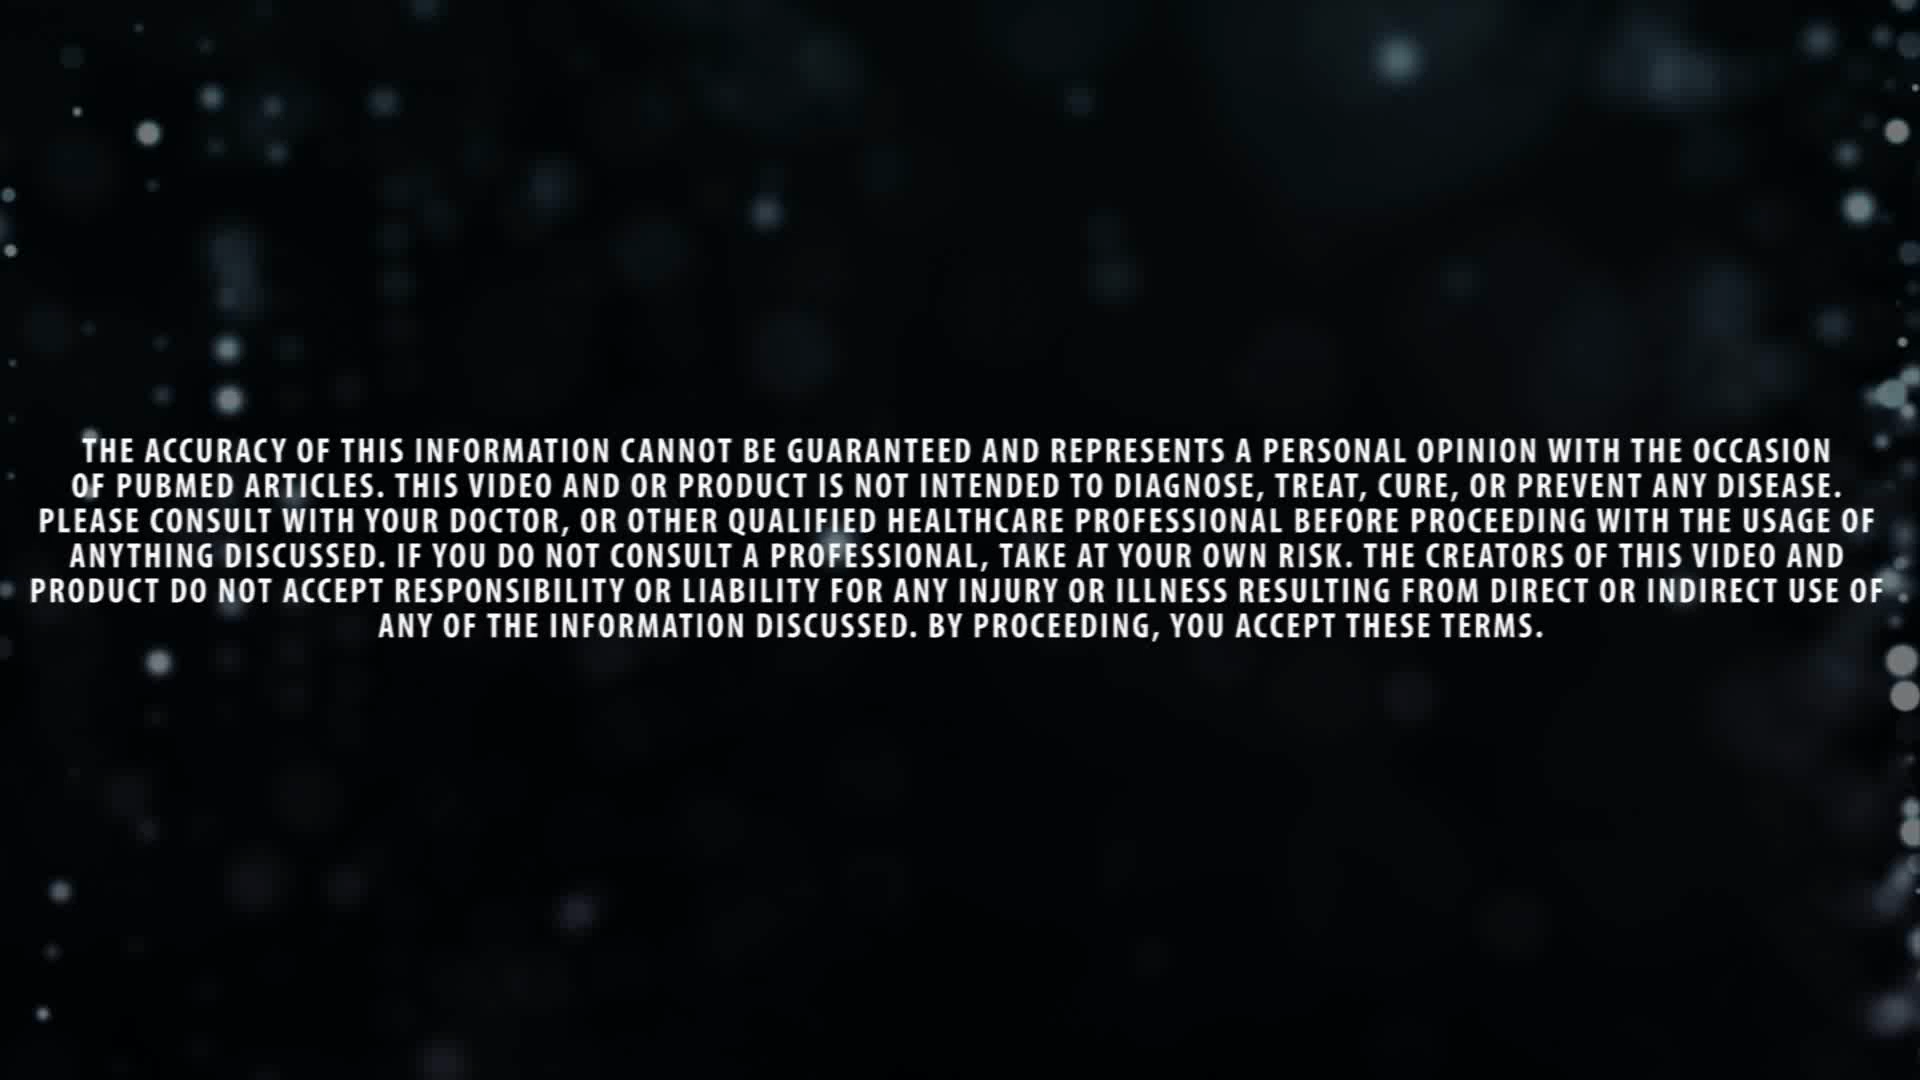 THE ACCURACY OF THIS INFORMATION CANNOT BE GUARANTEED AND REPRESENTS A PERSONAL OPINION WITH THE OCCASION
OF PUBMED ARTICLES. THIS VIDEO AND OR PRODUCT IS NOT INTENDED TO DIAGNOSE, TREAT, CURE, OR PREVENT ANY DISEASE.
PLEASE CONSULT WITH YOUR DOCTOR, OR OTHER QUALIFIED HEALTHCARE PROFESSIONAL BEFORE PROCEEDING WITH THE USAGE OF
ANYTHING DISCUSSED. IF YOU DO NOT CONSULT A PROFESSIONAL, TAKE AT YOUR OWN RISK. THE CREATORS OF THIS VIDEO AND
PRODUCT DO NOT ACCEPT RESPONSIBILITY OR LIABILITY FOR ANY INJURY OR ILLNESS RESULTING FROM DIRECT OR INDIRECT USE OF
ANY OF THE INFORMATION DISCUSSED. BY PROCEEDING, YOU ACCEPT THESE TERMS.